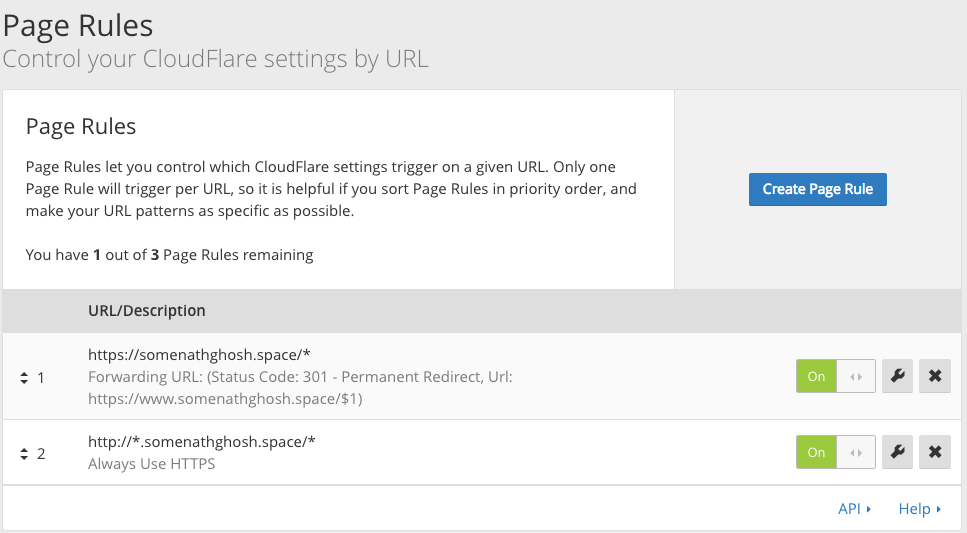 Page Rules
Control your CloudFlare settings by URL
Page Rules
Page Rules let you control which CloudFlare settings trigger on a given URL. Only one
Page Rule will trigger per URL, so it is helpful if you sort Page Rules in priority order, and
make your URL patterns as specific as possible.
Create Page Rule
You have 1 out of 3 Page Rules remaining
URL/Description
https://somenathghosh.space/*
1
Forwarding URL: (Status Code: 301 - Permanent Redirect, Url:
On
https://www.somenathghosh.space/$1)
http://*.somenathghosh.space/*
2
On
Always Use HTTPS
API
Help